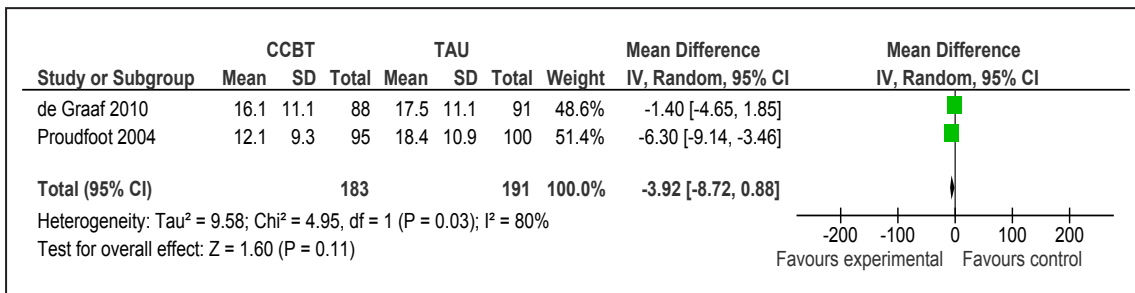 CCBT TAU Mean Difference Mean Difference
Study or Subgroup Mean SD Total Mean SD Total Weight IV, Random, 95% CI IV, Random, 95% CI
de Graaf 2010 16.1 11.1 88 17.5 11.1 91 48.6% -1.40 [-4.65, 1.85]
Proudfoot 2004 12.1 9.3 95 18.4 10.9 100 51.4% -6.30 [-9.14, -3.46]
Total (95% CI) 183 191 100.0% -3.92 [-8.72, 0.88]
Heterogeneity: Tau² = 9.58; Chi² = 4.95, df = 1 (P = 0.03); I² = 80%
Test for overall effect: Z = 1.60 (P = 0.11)
-200 -100 0 100 200
Favours experimental Favours control